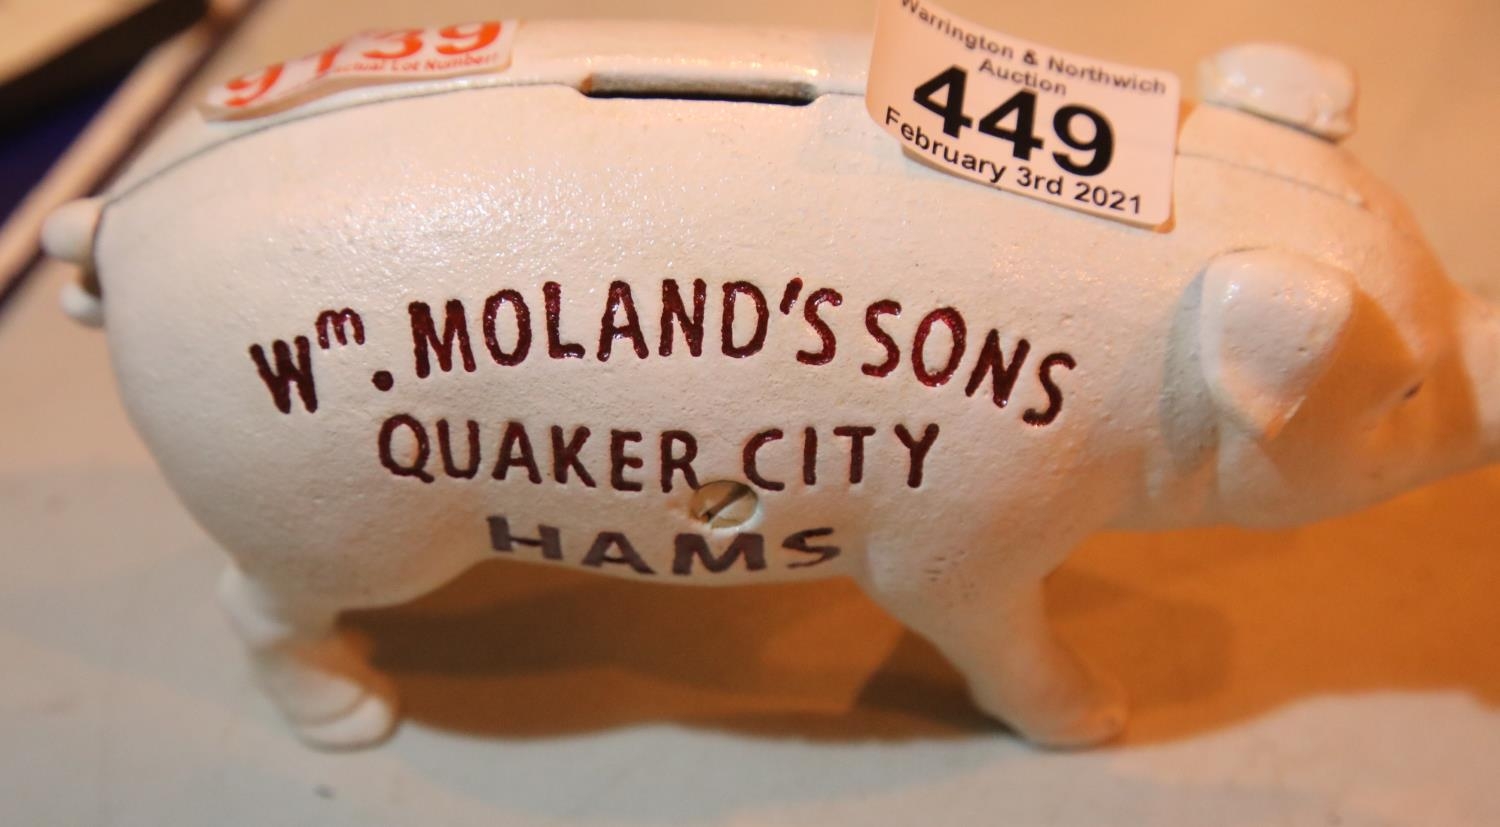 9139
Actual Lot Number!
Warrington & Northwich
Auction
449
February 3rd 2021
Wm. MOLAND'S SONS
QUAKER CITY
HAMS